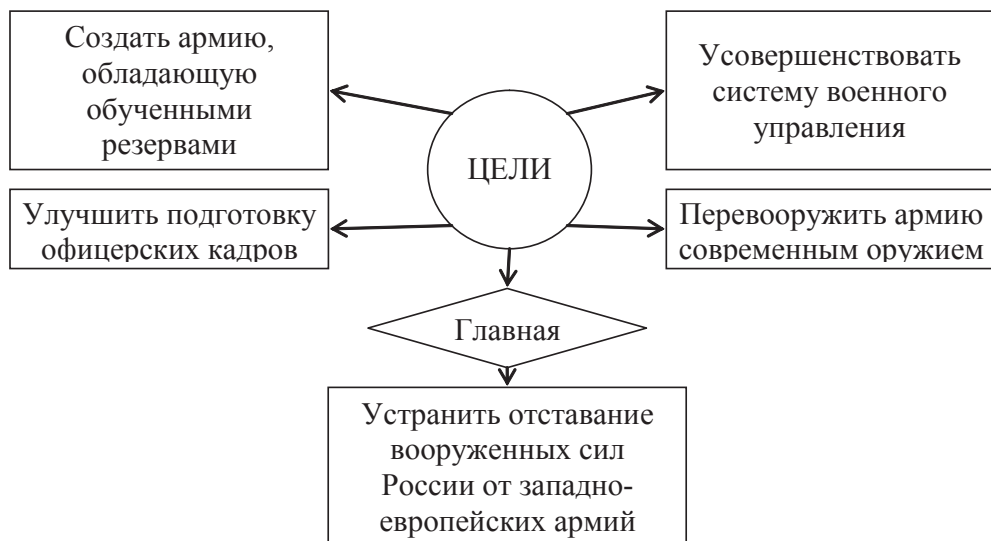 Создать армию,
обладающую
обученными
резервами
Усовершенствовать
систему военного
управления
ЦЕЛИ
Улучшить подготовку
офицерских кадров
Перевооружить армию
современным оружием
Главная
Устранить отставание
вооруженных сил
России от западно-
европейских армий